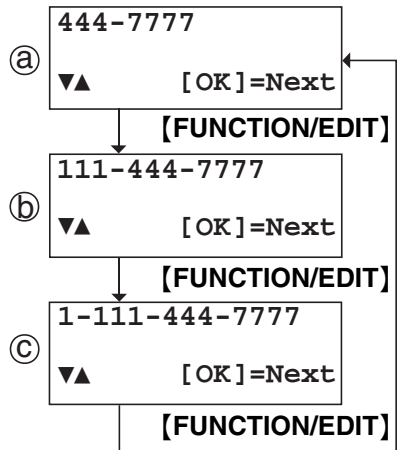 444-7777
ⓐ
▼▲ [OK]=Next
【FUNCTION/EDIT】
111-444-7777
ⓑ
▼▲ [OK]=Next
【FUNCTION/EDIT】
1-111-444-7777
ⓒ
▼▲ [OK]=Next
【FUNCTION/EDIT】